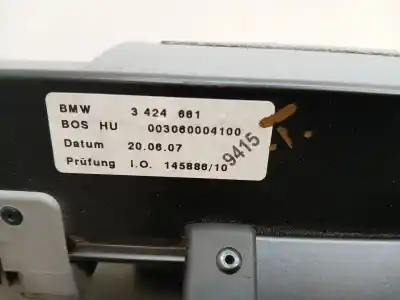 BMW 3 424 661
BOS HU 003060004100
Datum 20.06.07
Prüfung I.O. 145886/10
9415